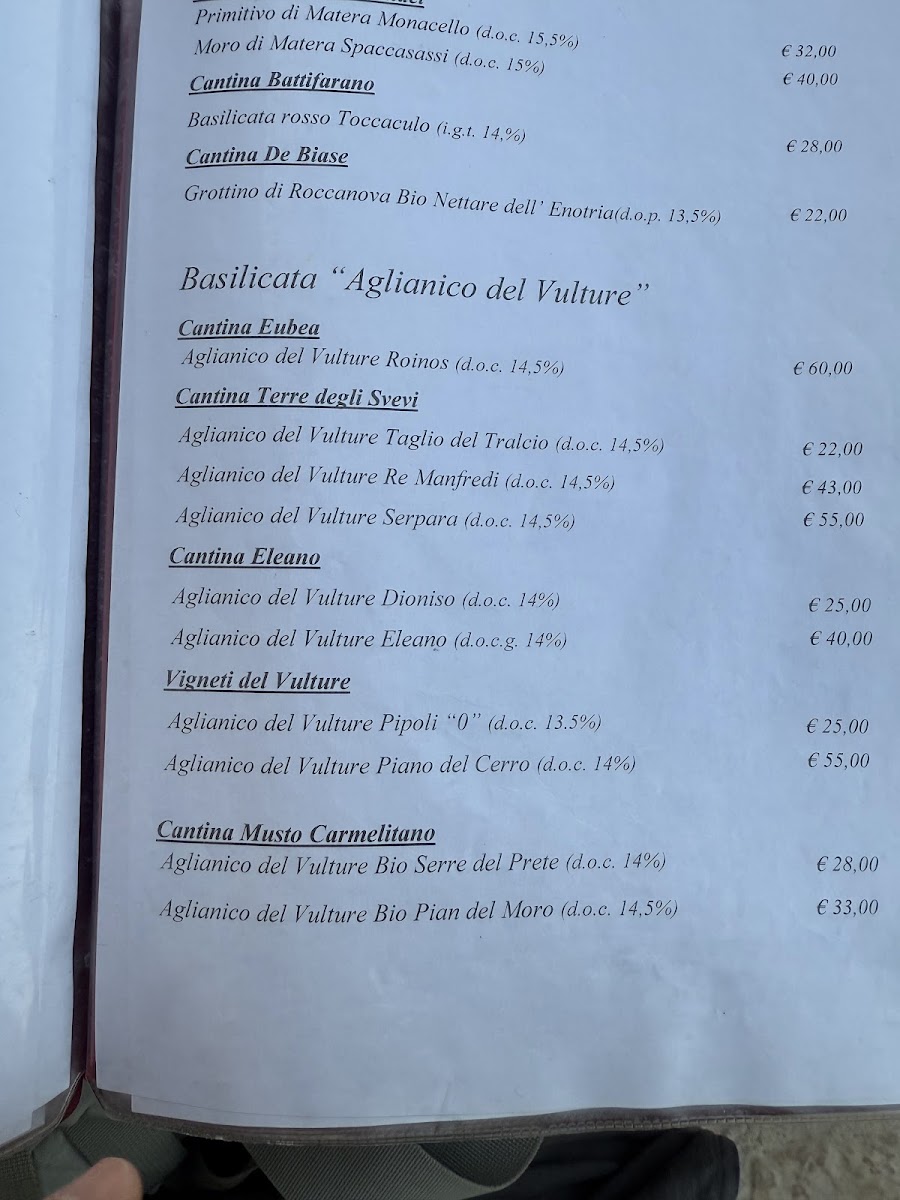 Primitivo di Matera Monacello (d.o.c. 15,5%) € 32,00
Moro di Matera Spaccasassi (d.o.c. 15%) € 40,00
Cantina Battifarano
Basilicata rosso Toccaculo (i.g.t. 14,%) € 28,00
Cantina De Biase
Grottino di Roccanova Bio Nettare dell’ Enotria(d.o.p. 13,5%) € 22,00
Basilicata “Aglianico del Vulture”
Cantina Eubea
Aglianico del Vulture Roinos (d.o.c. 14,5%) € 60,00
Cantina Terre degli Svevi
Aglianico del Vulture Taglio del Tralcio (d.o.c. 14,5%) € 22,00
Aglianico del Vulture Re Manfredi (d.o.c. 14,5%) € 43,00
Aglianico del Vulture Serpara (d.o.c. 14,5%) € 55,00
Cantina Eleano
Aglianico del Vulture Dioniso (d.o.c. 14%) € 25,00
Aglianico del Vulture Eleano (d.o.c.g. 14%) € 40,00
Vigneti del Vulture
Aglianico del Vulture Pipoli “0” (d.o.c. 13.5%) € 25,00
Aglianico del Vulture Piano del Cerro (d.o.c. 14%) € 55,00
Cantina Musto Carmelitano
Aglianico del Vulture Bio Serre del Prete (d.o.c. 14%) € 28,00
Aglianico del Vulture Bio Pian del Moro (d.o.c. 14,5%) € 33,00